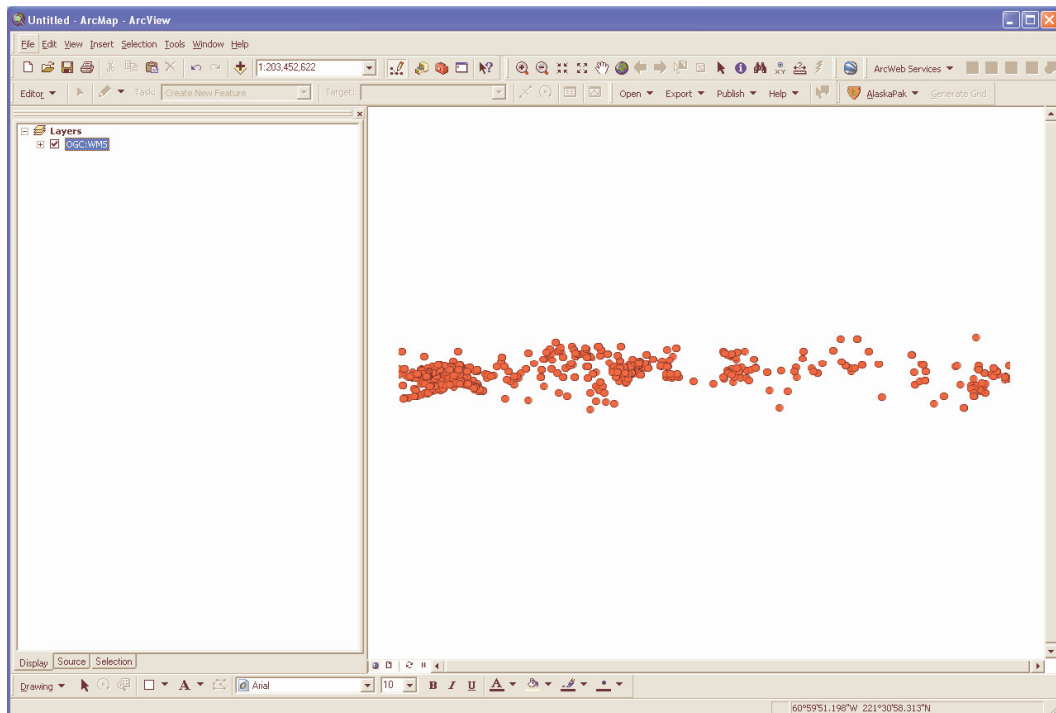 Untitled - ArcMap - ArcView
File Edit View Insert Selection Tools Window Help
1:203,452,622
XY
ArcWeb Services
Editor
Task: Create New Feature
Target:
Open
Export
Publish
Help
AlaskaPak
Generate Grid
Layers
OGC:WMS
Display Source Selection
Drawing
A
Arial
10
B I U A
60°59'51.198"W 221°30'58.313"N